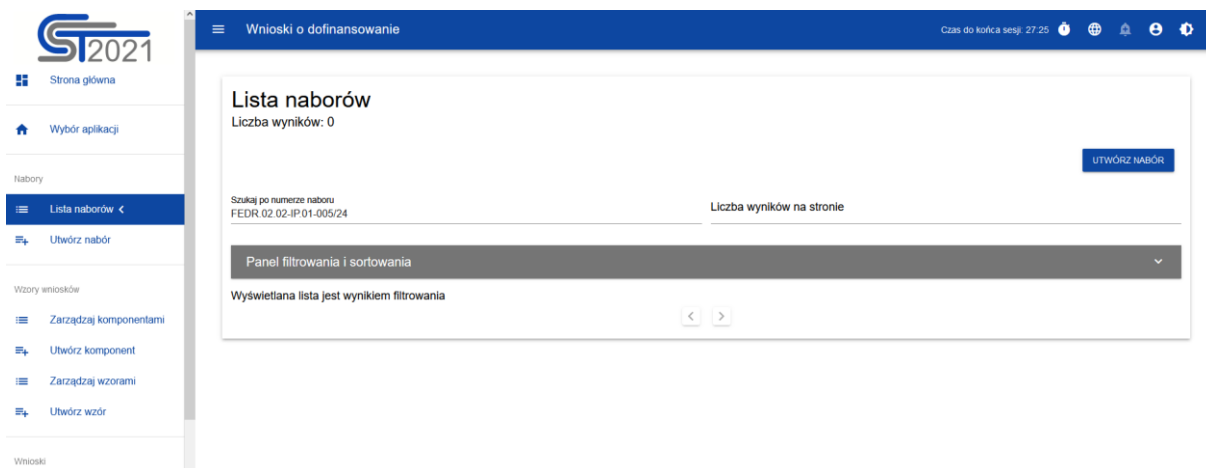 ST2021
Strona główna
Wybór aplikacji
Nabory
Lista naborów
Utwórz nabór
Wzory wniosków
Zarządzaj komponentami
Utwórz komponent
Zarządzaj wzorami
Utwórz wzór
Wnioski
Wnioski o dofinansowanie
Czas do końca sesji: 27:25
Lista naborów
Liczba wyników: 0
UTWÓRZ NABÓR
Szukaj po numerze naboru
FEDR.02.02-IP.01-005/24
Liczba wyników na stronie
Panel filtrowania i sortowania
Wyświetlana lista jest wynikiem filtrowania